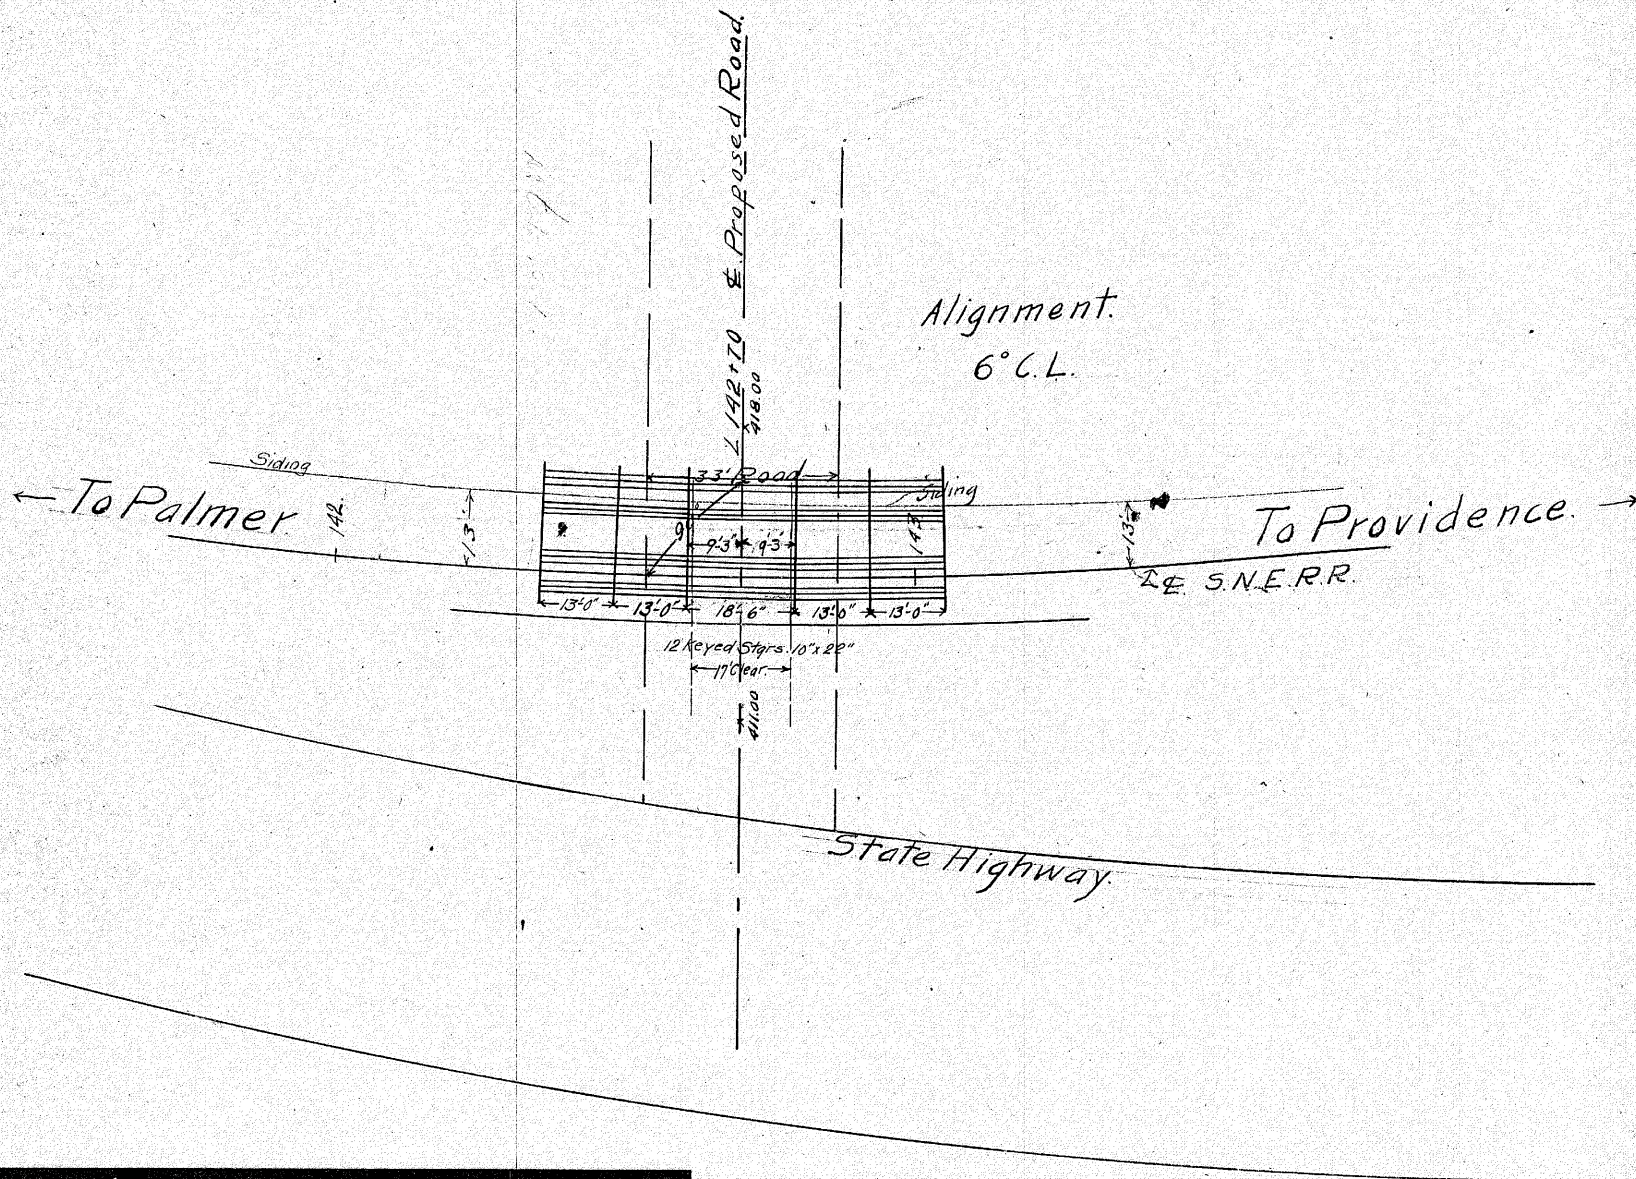 ℄ Proposed Road.
142+70
418.00
Alignment.
6° C.L.
Siding
33' Road
Siding
← To Palmer.
142.
13'
143
13'
To Providence. →
9'-3" 9'-3"
℄ S.N.E.R.R.
13'-0" 13'-0" 18'-6" 13'-0" 13'-0"
12 Keyed Stgrs. 10" x 22"
17' Clear.
411.00
State Highway.